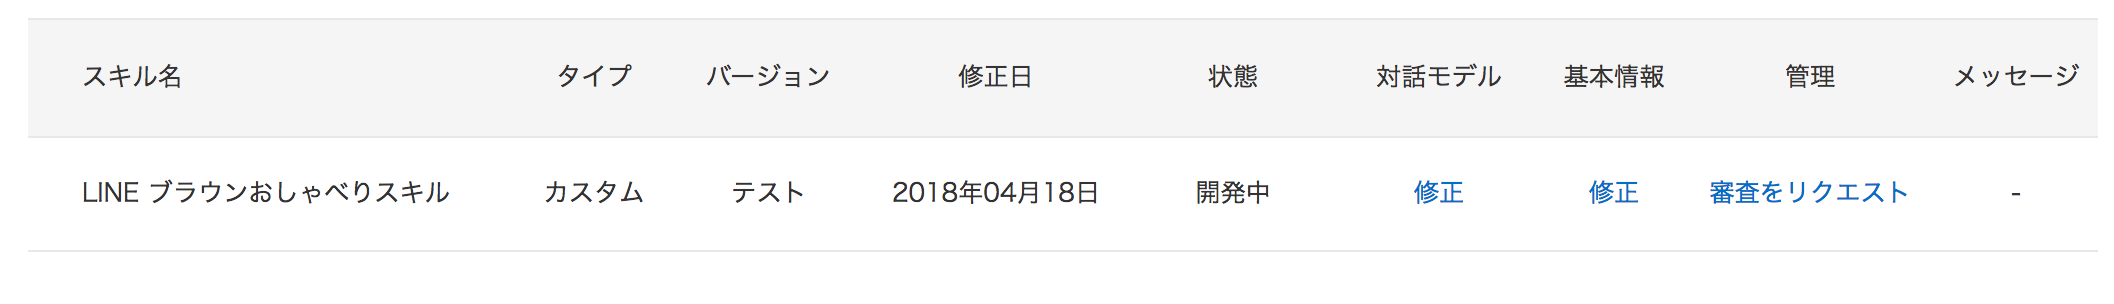 スキル名 タイプ バージョン 修正日 状態 対話モデル 基本情報 管理 メッセージ
LINE ブラウンおしゃべりスキル カスタム テスト 2018年04月18日 開発中 修正 修正 審査をリクエスト -